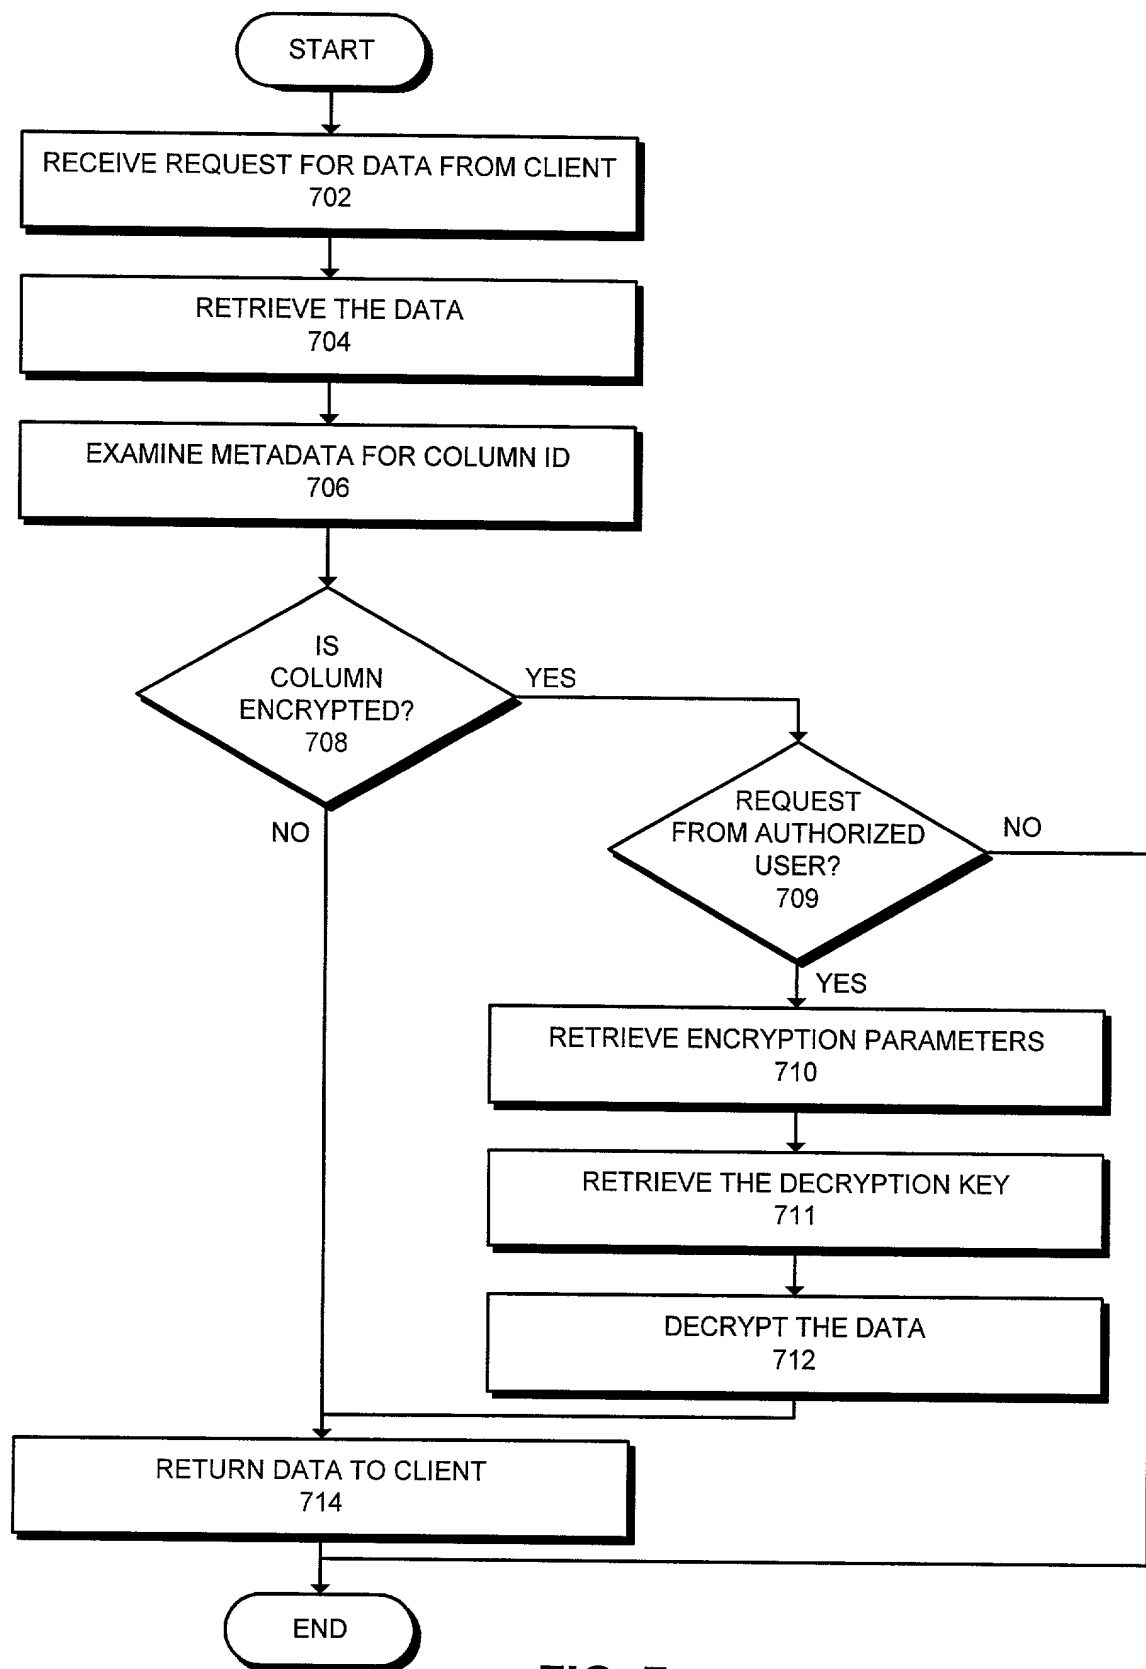 START
RECEIVE REQUEST FOR DATA FROM CLIENT
702
RETRIEVE THE DATA
704
EXAMINE METADATA FOR COLUMN ID
706
IS
COLUMN
ENCRYPTED?
708
YES
NO
REQUEST
FROM AUTHORIZED
USER?
709
NO
YES
RETRIEVE ENCRYPTION PARAMETERS
710
RETRIEVE THE DECRYPTION KEY
711
DECRYPT THE DATA
712
RETURN DATA TO CLIENT
714
END